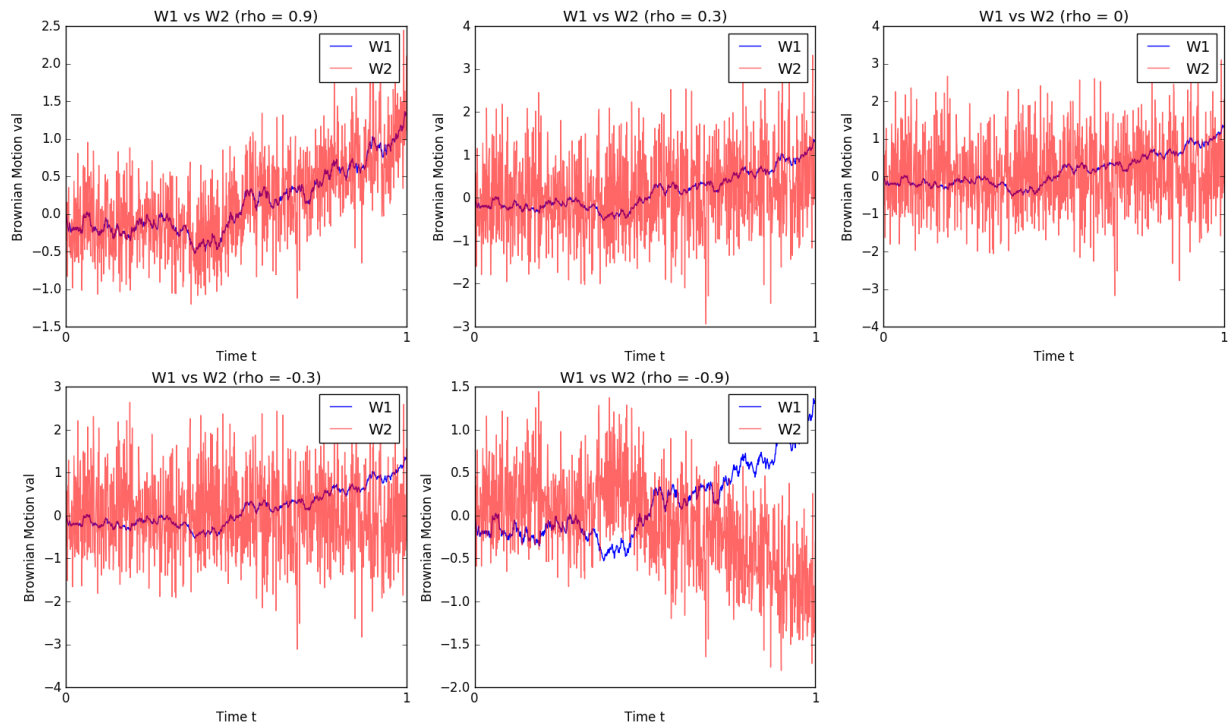 W1 vs W2 (rho = 0.9)
2.5
2.0
1.5
1.0
0.5
0.0
−0.5
−1.0
−1.5
Brownian Motion val
W1
W2
0
1
Time t
W1 vs W2 (rho = 0.3)
4
3
2
1
0
−1
−2
−3
Brownian Motion val
W1
W2
0
1
Time t
W1 vs W2 (rho = 0)
4
3
2
1
0
−1
−2
−3
−4
Brownian Motion val
W1
W2
0
1
Time t
W1 vs W2 (rho = -0.3)
3
2
1
0
−1
−2
−3
−4
Brownian Motion val
W1
W2
0
1
Time t
W1 vs W2 (rho = -0.9)
1.5
1.0
0.5
0.0
−0.5
−1.0
−1.5
−2.0
Brownian Motion val
W1
W2
0
1
Time t